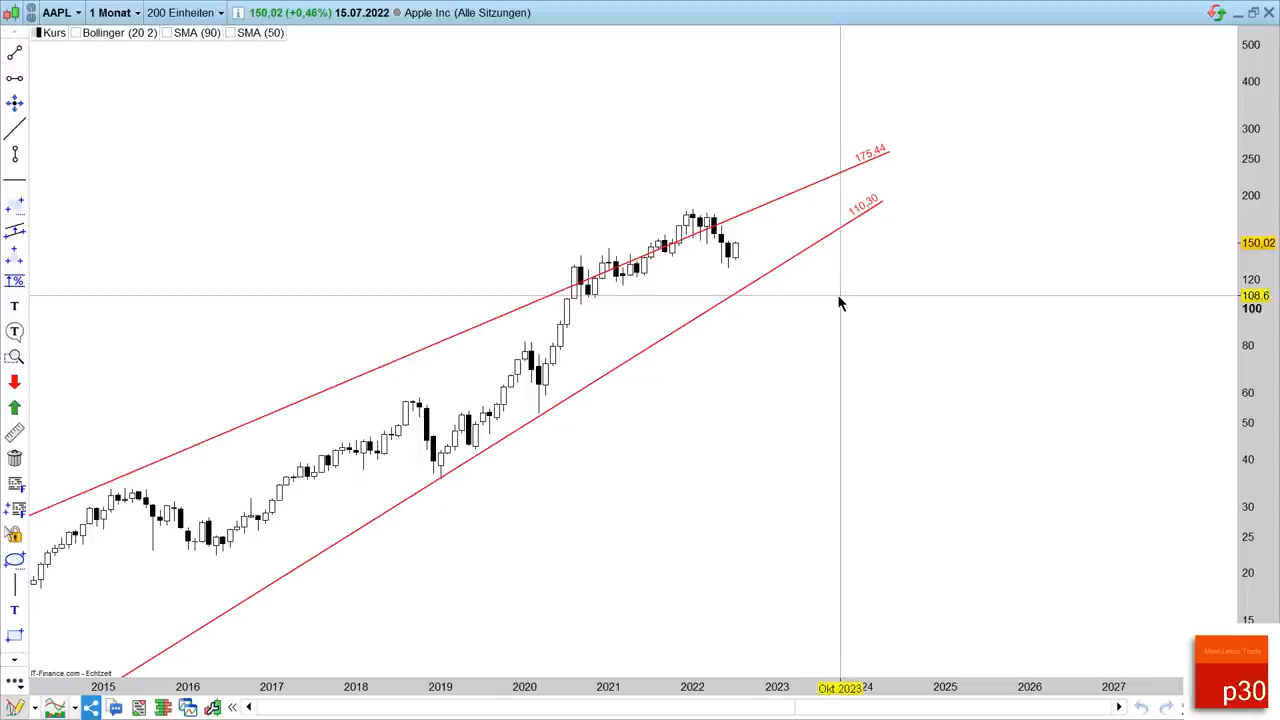 AAPL 1 Monat 200 Einheiten 150,02 (+0,46%) 15.07.2022 Apple Inc (Alle Sitzungen)
Kurs Bollinger (20 2) SMA (90) SMA (50)
500
400
300
250
200
175,44
110,30
150,02
120
108,6
100
80
60
50
40
30
25
20
15
T
T
T
IT-Finance.com - Echtzeit
2015 2016 2017 2018 2019 2020 2021 2022 2023 Okt 2023 24 2025 2026 2027
p30